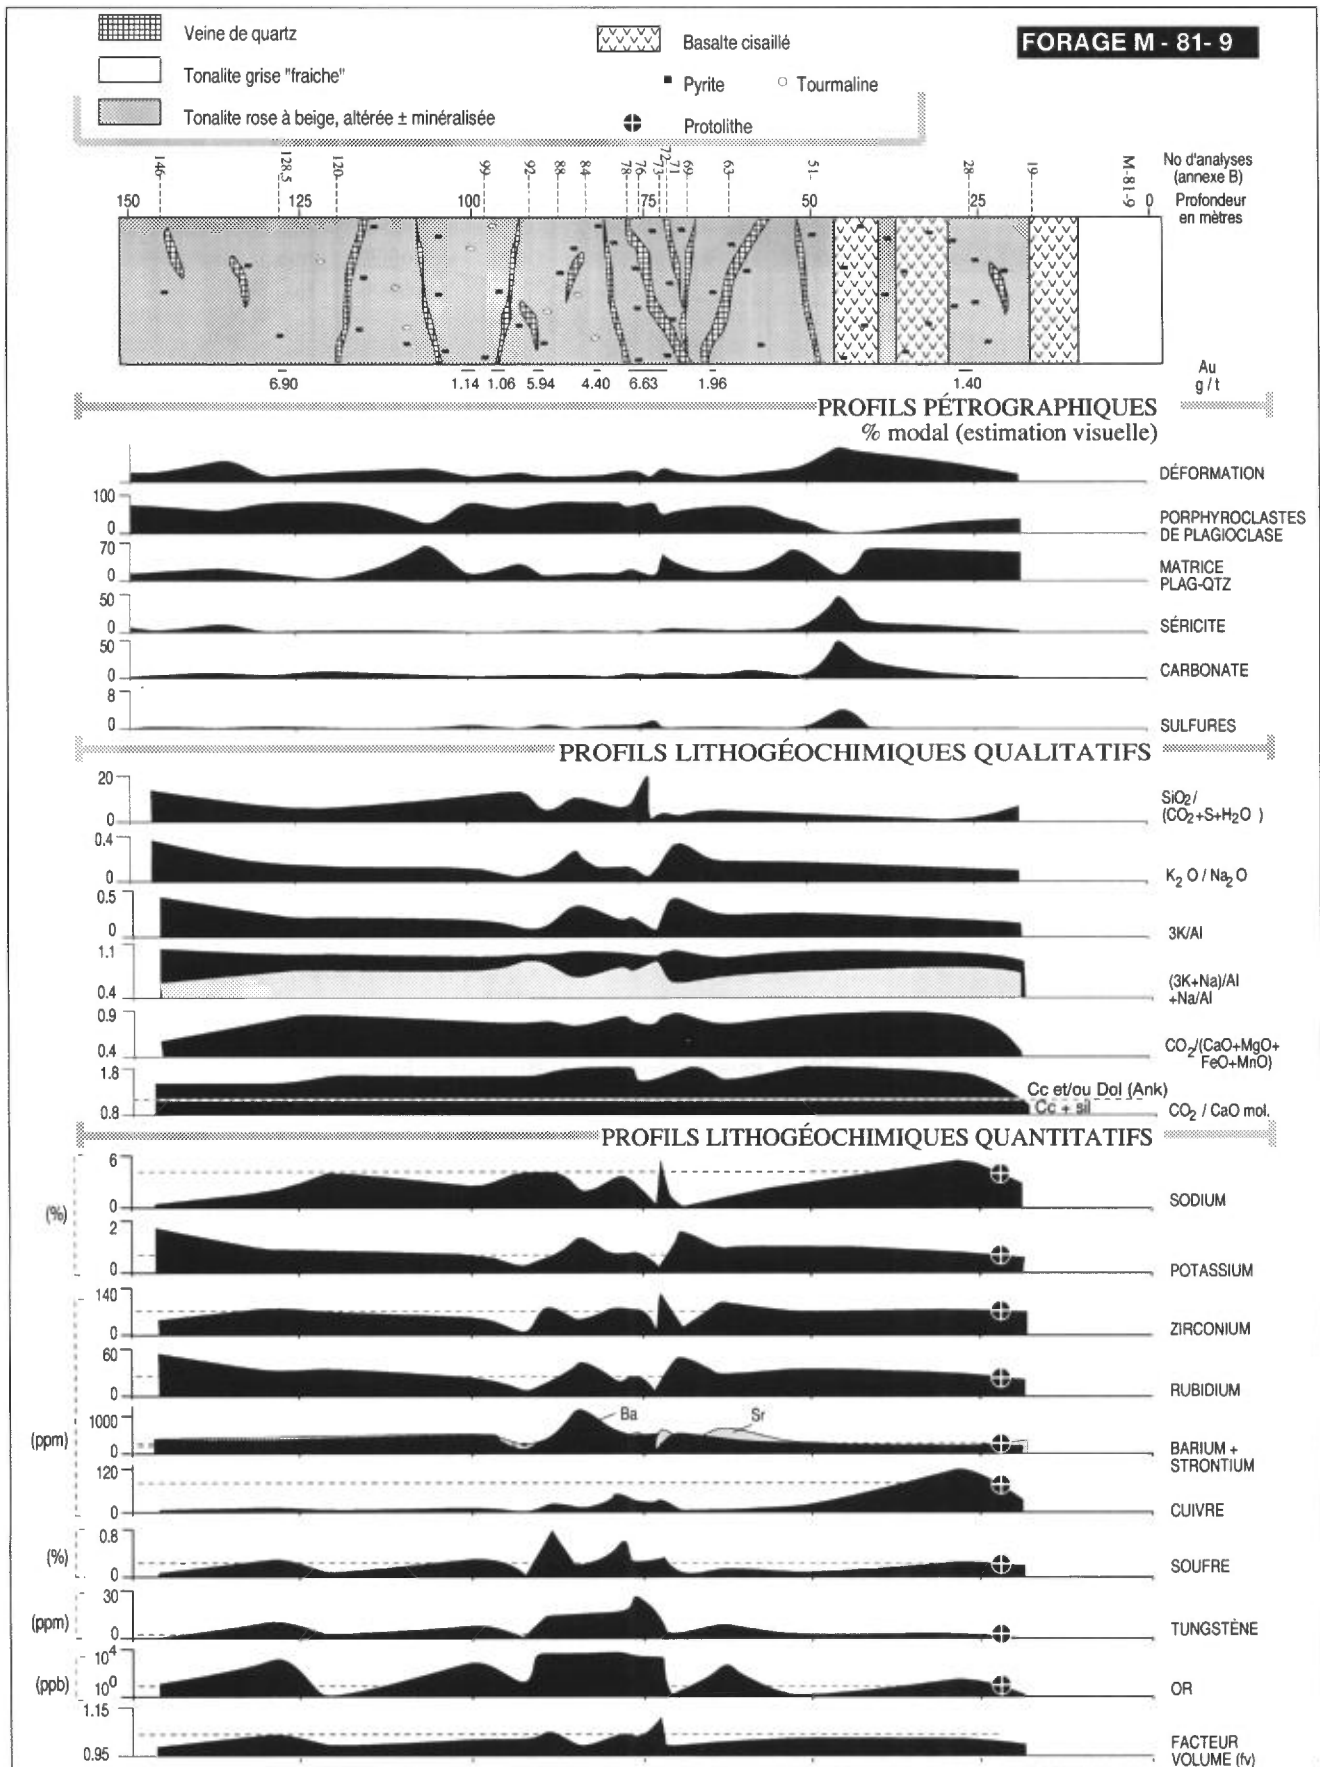 Veine de quartz
Tonalite grise "fraiche"
Tonalite rose à beige, altérée ± minéralisée
Basalte cisaillé
Pyrite
Tourmaline
Protolithe
FORAGE M - 81- 9
146
128.5
120
99
92
88
84
78
76
73
72
71
69
63
51
28
19
M-81-9
No d'analyses
(annexe B)
150
125
100
75
50
25
0
Profondeur
en mètres
6.90
1.14
1.06
5.94
4.40
6.63
1.96
1.40
Au
g / t
PROFILS PÉTROGRAPHIQUES
% modal (estimation visuelle)
DÉFORMATION
100
0
PORPHYROCLASTES
DE PLAGIOCLASE
70
0
MATRICE
PLAG-QTZ
50
0
SÉRICITE
50
0
CARBONATE
8
0
SULFURES
PROFILS LITHOGÉOCHIMIQUES QUALITATIFS
20
0
SiO2 /
(CO2+S+H2O )
0.4
0
K2 O / Na2 O
0.5
0
3K/Al
1.1
0.4
(3K+Na)/Al
+Na/Al
0.9
0.4
CO2/(CaO+MgO+
FeO+MnO)
1.8
0.8
Cc et/ou Dol (Ank)
Cc + sil
CO2 / CaO mol.
PROFILS LITHOGÉOCHIMIQUES QUANTITATIFS
(%)
6
0
SODIUM
2
0
POTASSIUM
(ppm)
140
0
ZIRCONIUM
60
0
RUBIDIUM
1000
0
Ba
Sr
BARIUM +
STRONTIUM
120
0
CUIVRE
(%)
0.8
0
SOUFRE
(ppm)
30
0
TUNGSTÈNE
(ppb)
10^4
10^0
OR
1.15
0.95
FACTEUR
VOLUME (fv)